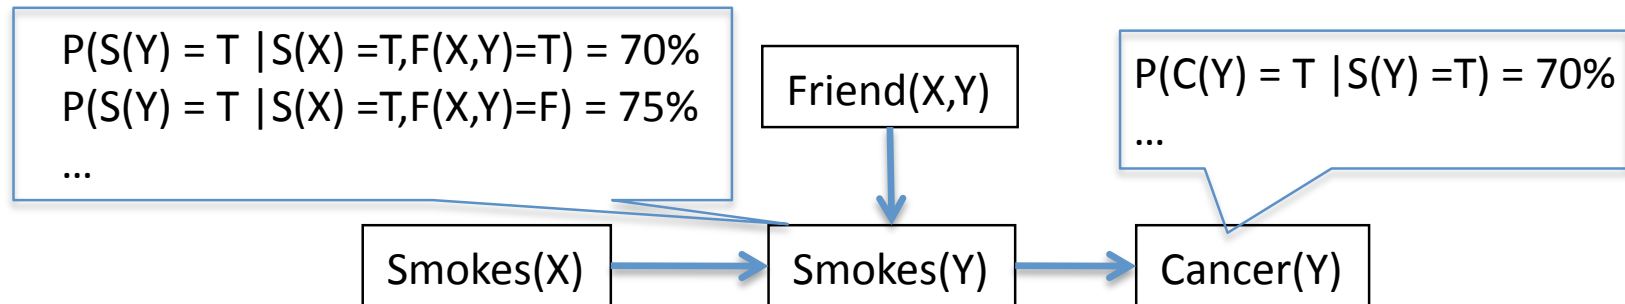 P(S(Y) = T |S(X) =T,F(X,Y)=T) = 70%
P(S(Y) = T |S(X) =T,F(X,Y)=F) = 75%
...
Friend(X,Y)
P(C(Y) = T |S(Y) =T) = 70%
...
Smokes(X)
Smokes(Y)
Cancer(Y)